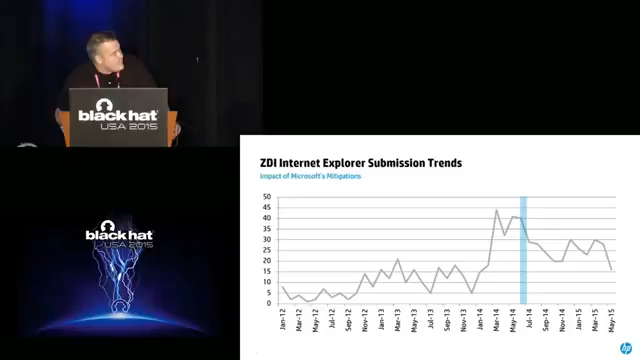 black hat
USA 2015
black hat
USA 2015
ZDI Internet Explorer Submission Trends
Impact of Microsoft's Mitigations
50
45
40
35
30
25
20
15
10
5
0
Jan-12
Mar-12
May-12
Jul-12
Sep-12
Nov-12
Jan-13
Mar-13
May-13
Jul-13
Sep-13
Nov-13
Jan-14
Mar-14
May-14
Jul-14
Sep-14
Nov-14
Jan-15
Mar-15
May-15
hp